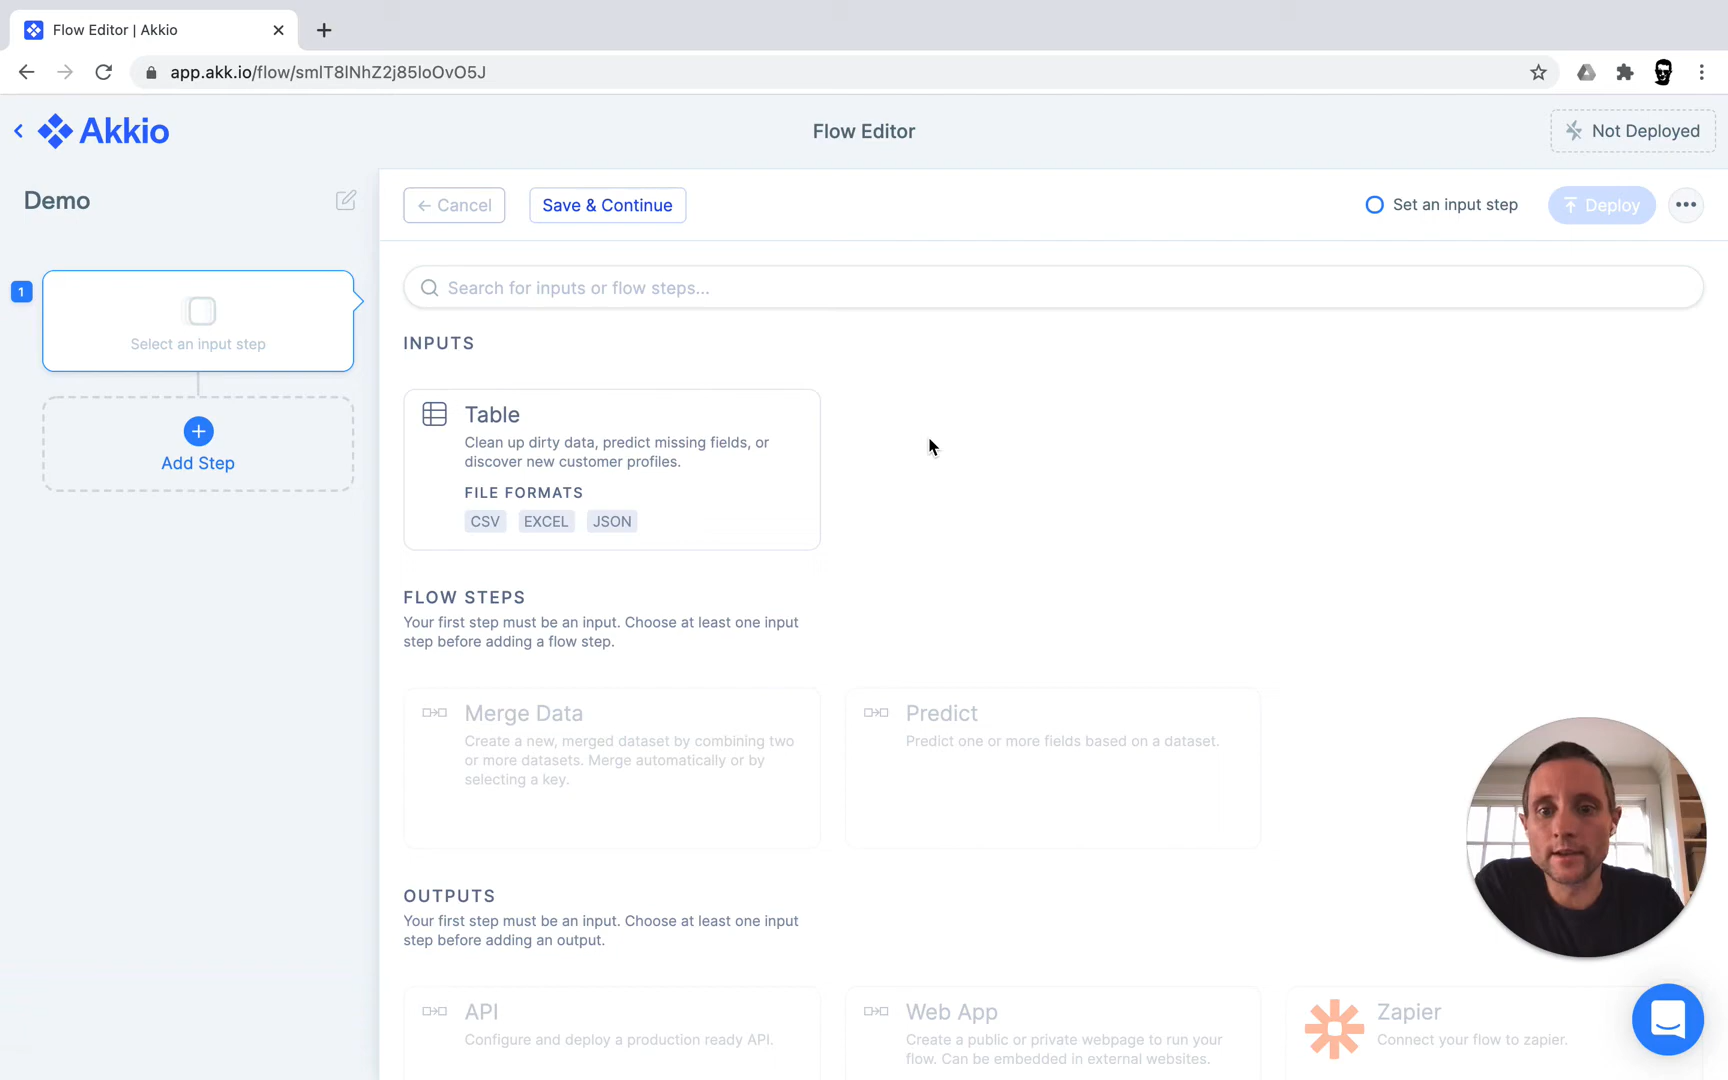 Flow Editor | Akkio
app.akk.io/flow/smlT8lNhZ2j85loOvO5J
Akkio
Flow Editor
Not Deployed
Demo
← Cancel
Save & Continue
Set an input step
Deploy
Search for inputs or flow steps...
1
Select an input step
Add Step
INPUTS
Table
Clean up dirty data, predict missing fields, or
discover new customer profiles.
FILE FORMATS
CSV EXCEL JSON
FLOW STEPS
Your first step must be an input. Choose at least one input
step before adding a flow step.
Merge Data
Create a new, merged dataset by combining two
or more datasets. Merge automatically or by
selecting a key.
Predict
Predict one or more fields based on a dataset.
OUTPUTS
Your first step must be an input. Choose at least one input
step before adding an output.
API
Configure and deploy a production ready API.
Web App
Create a public or private webpage to run your
flow. Can be embedded in external websites.
Zapier
Connect your flow to zapier.